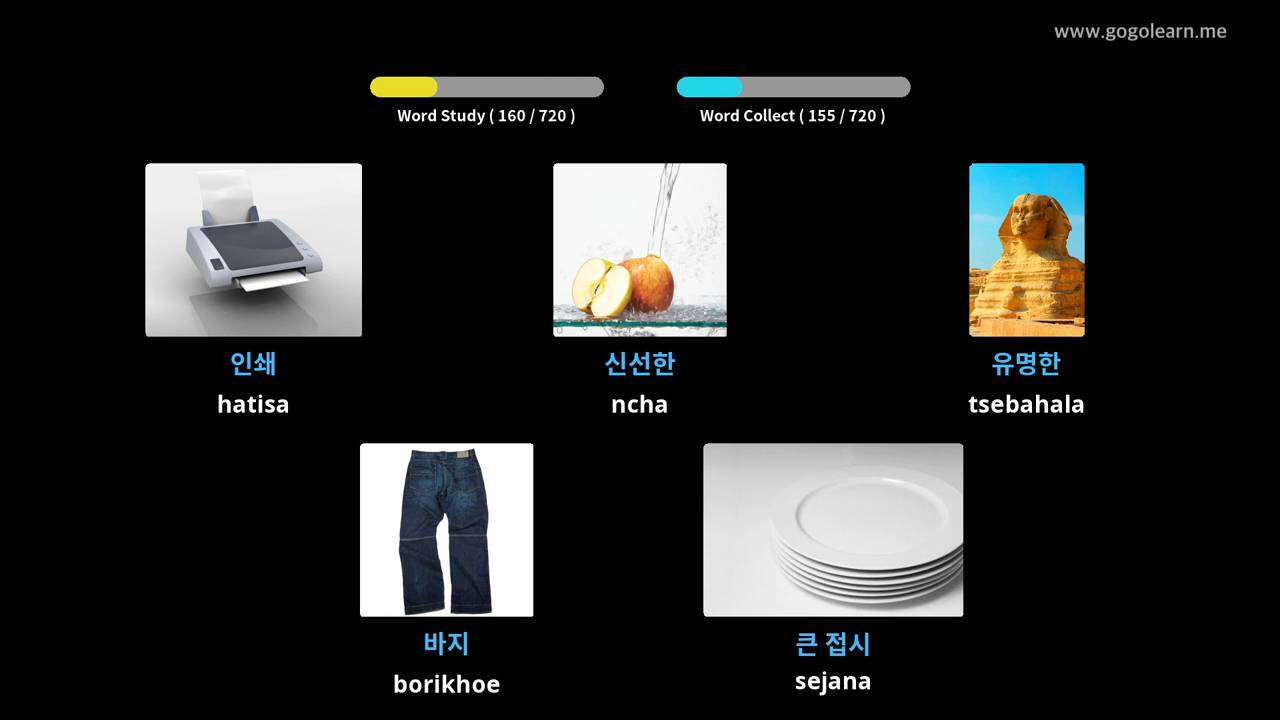 www.gogolearn.me
Word Study ( 160 / 720 )
Word Collect ( 155 / 720 )
인쇄
hatisa
신선한
ncha
유명한
tsebahala
바지
borikhoe
큰 접시
sejana